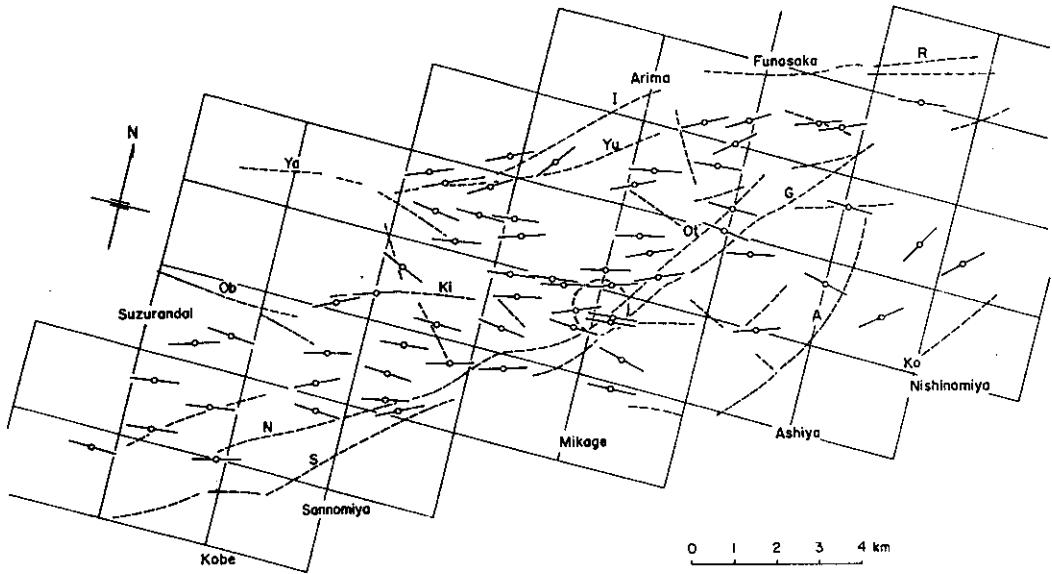 Funasaka
R
Arima
I
N
Yu
Ya
G
Ot
Ob
Ki
Suzurandai
A
Ko
Nishinomiya
N
Mikage
Ashiya
S
Sannomiya
Kobe
0 1 2 3 4 km